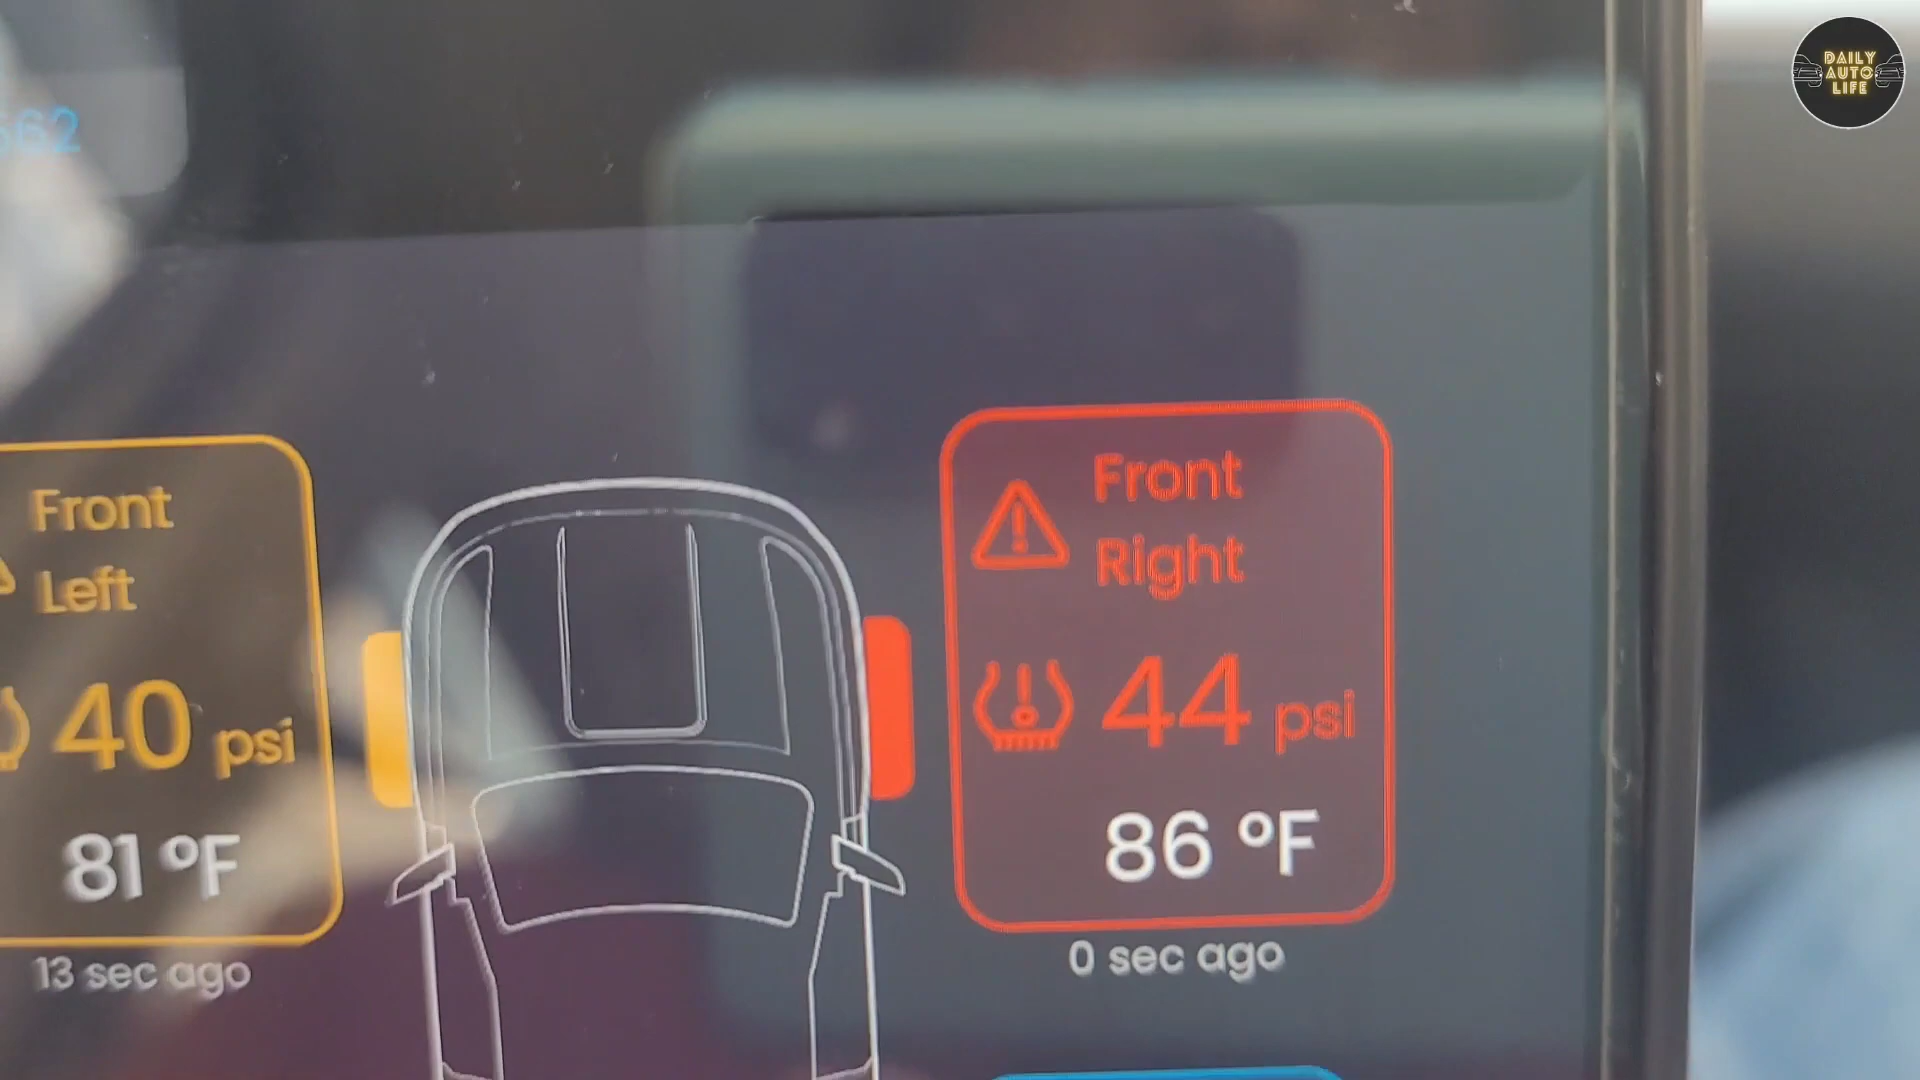 DAILY
AUTO
LIFE
62
Front
Left
40 psi
81 °F
13 sec ago
Front
Right
44 psi
86 °F
0 sec ago